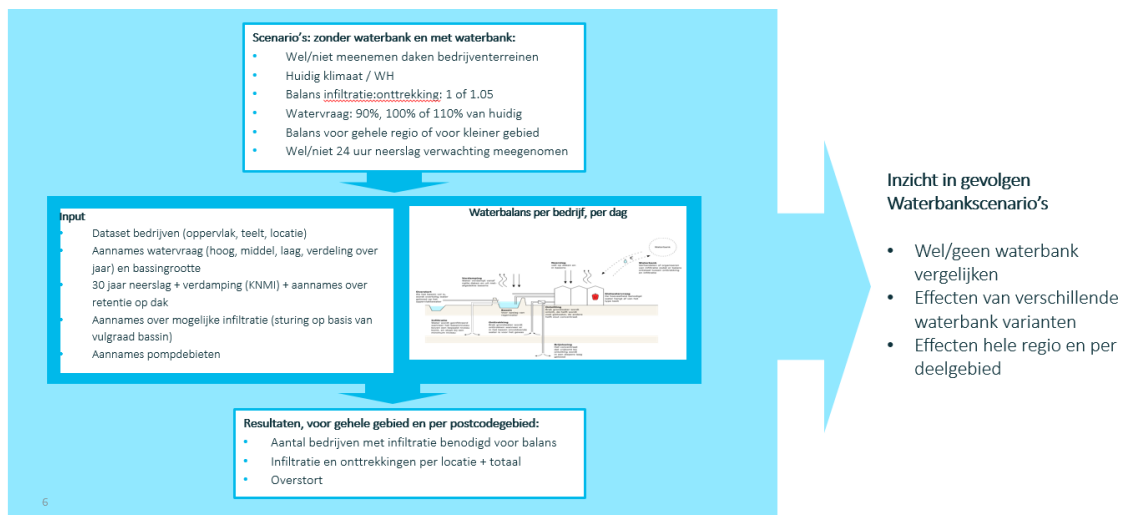 Scenario's: zonder waterbank en met waterbank:
• Wel/niet meenemen daken bedrijventerreinen
• Huidig klimaat / WH
• Balans infiltratie:onttrekking: 1 of 1.05
• Watervraag: 90%, 100% of 110% van huidig
• Balans voor gehele regio of voor kleiner gebied
• Wel/niet 24 uur neerslag verwachting meegenomen
Input
• Dataset bedrijven (oppervlak, teelt, locatie)
• Aannames watervraag (hoog, middel, laag, verdeling over
jaar) en bassingrootte
• 30 jaar neerslag + verdamping (KNMI) + aannames over
retentie op dak
• Aannames over mogelijke infiltratie (sturing op basis van
vulgraad bassin)
• Aannames pompdebieten
Waterbalans per bedrijf, per dag
Resultaten, voor gehele gebied en per postcodegebied:
• Aantal bedrijven met infiltratie benodigd voor balans
• Infiltratie en onttrekkingen per locatie + totaal
• Overstort
6
Inzicht in gevolgen
Waterbankscenario's
• Wel/geen waterbank
vergelijken
• Effecten van verschillende
waterbank varianten
• Effecten hele regio en per
deelgebied